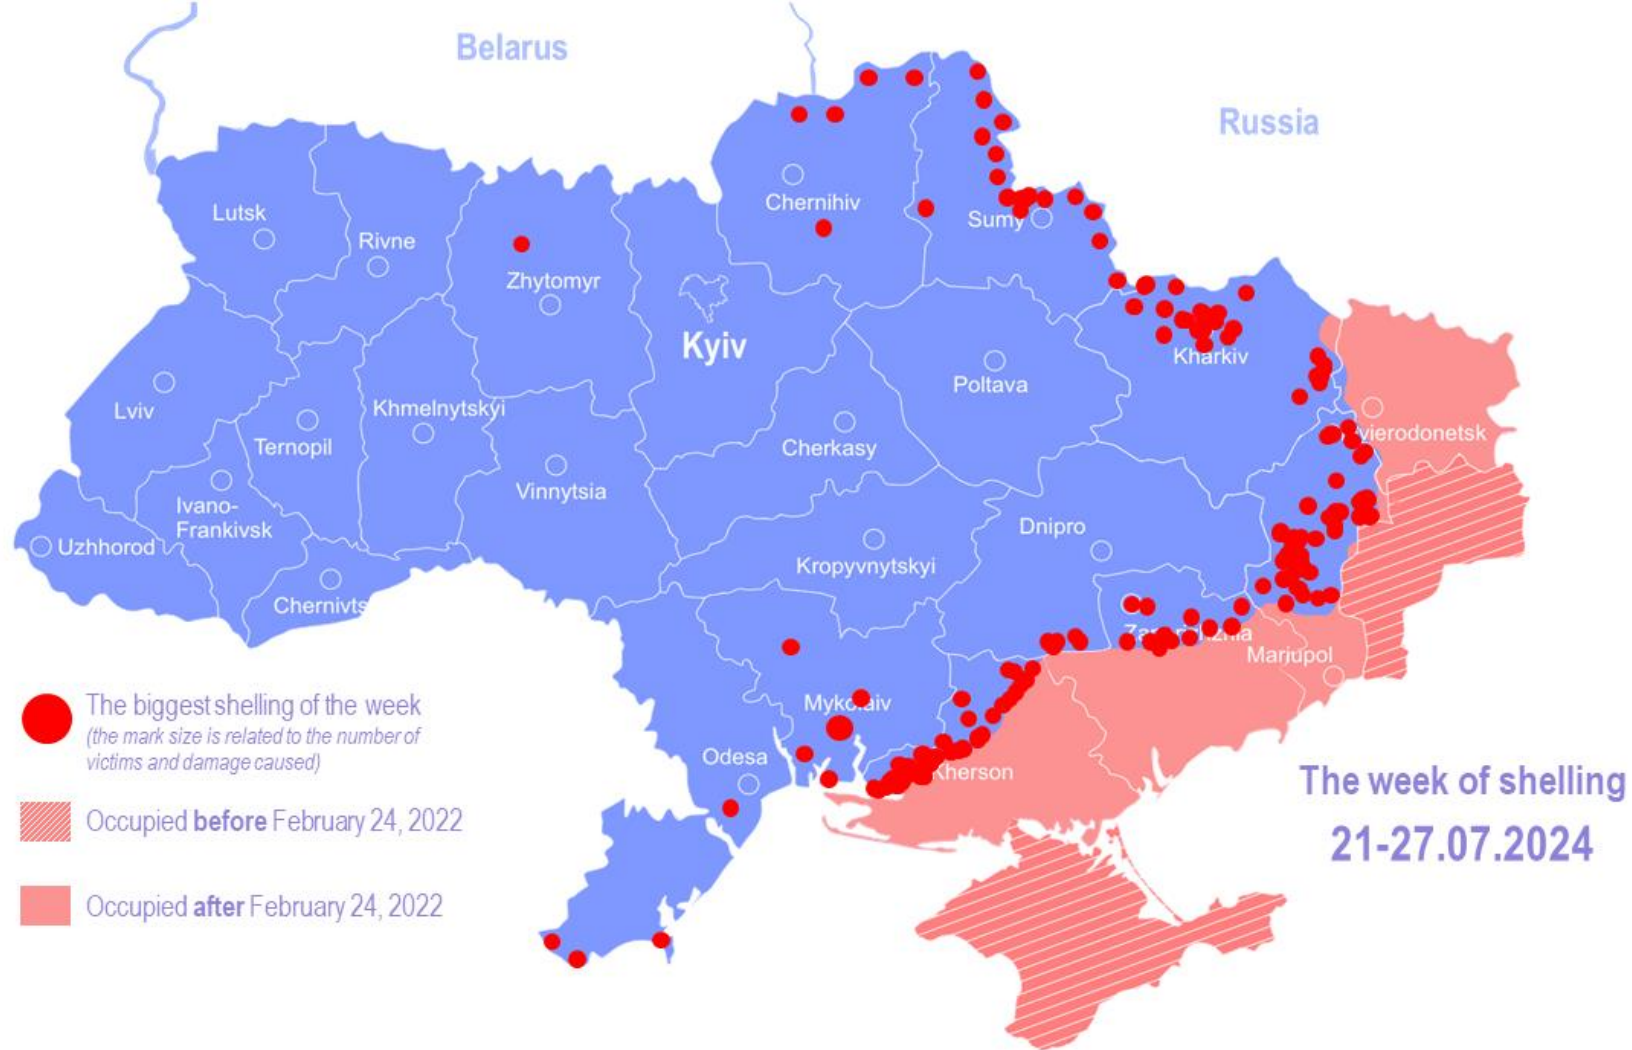 Belarus
Russia
Lutsk
Rivne
Zhytomyr
Chernihiv
Sumy
Kyiv
Kharkiv
Lviv
Ternopil
Khmelnytskyi
Vinnytsia
Cherkasy
Poltava
vierodonetsk
Ivano-
Frankivsk
Uzhhorod
Chernivts
Kropyvnytskyi
Dnipro
Mariupol
Mykolaiv
Odesa
Kherson
The biggest shelling of the week
(the mark size is related to the number of
victims and damage caused)
Occupied before February 24, 2022
Occupied after February 24, 2022
The week of shelling
21-27.07.2024